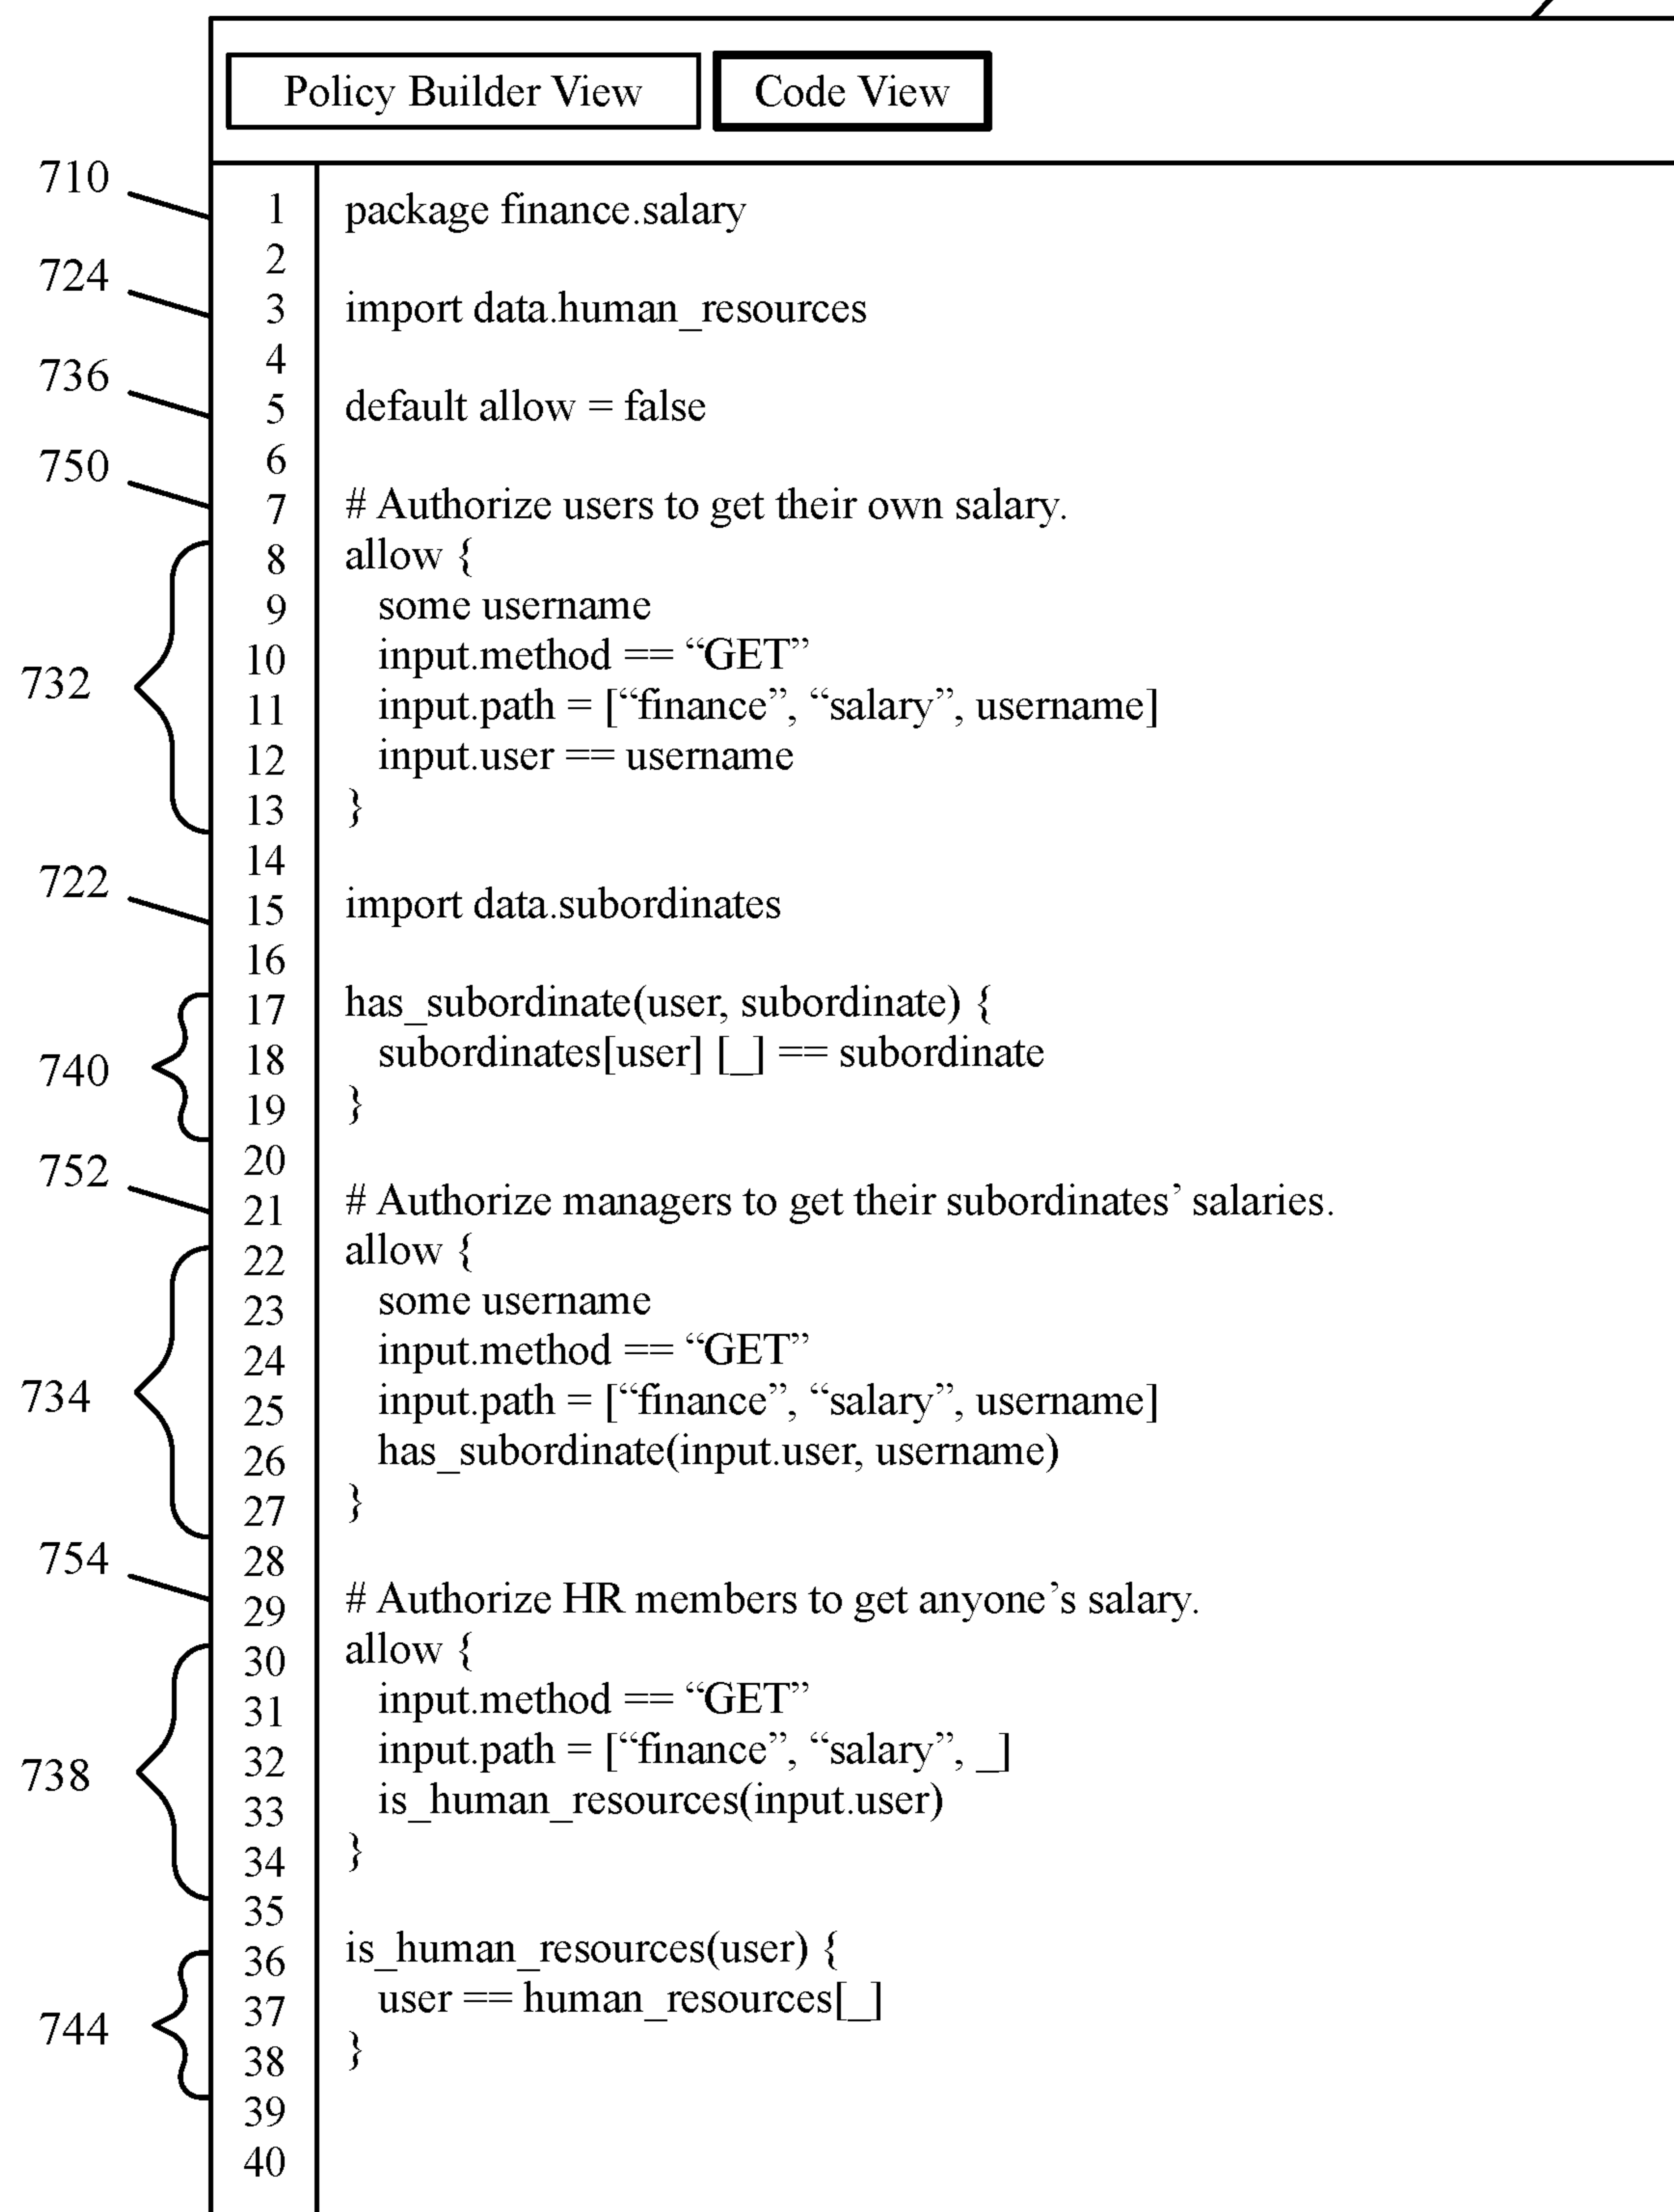 Policy Builder View Code View
710
1 package finance.salary
2
724
3 import data.human_resources
4
736
5 default allow = false
6
750
7 # Authorize users to get their own salary.
8 allow {
9 some username
10 input.method == “GET”
732
11 input.path = [“finance”, “salary”, username]
12 input.user == username
13 }
14
722
15 import data.subordinates
16
17 has_subordinate(user, subordinate) {
740
18 subordinates[user] [_] == subordinate
19 }
20
752
21 # Authorize managers to get their subordinates’ salaries.
22 allow {
23 some username
24 input.method == “GET”
734
25 input.path = [“finance”, “salary”, username]
26 has_subordinate(input.user, username)
27 }
28
754
29 # Authorize HR members to get anyone’s salary.
30 allow {
31 input.method == “GET”
32 input.path = [“finance”, “salary”, _]
738
33 is_human_resources(input.user)
34 }
35
36 is_human_resources(user) {
37 user == human_resources[_]
744
38 }
39
40